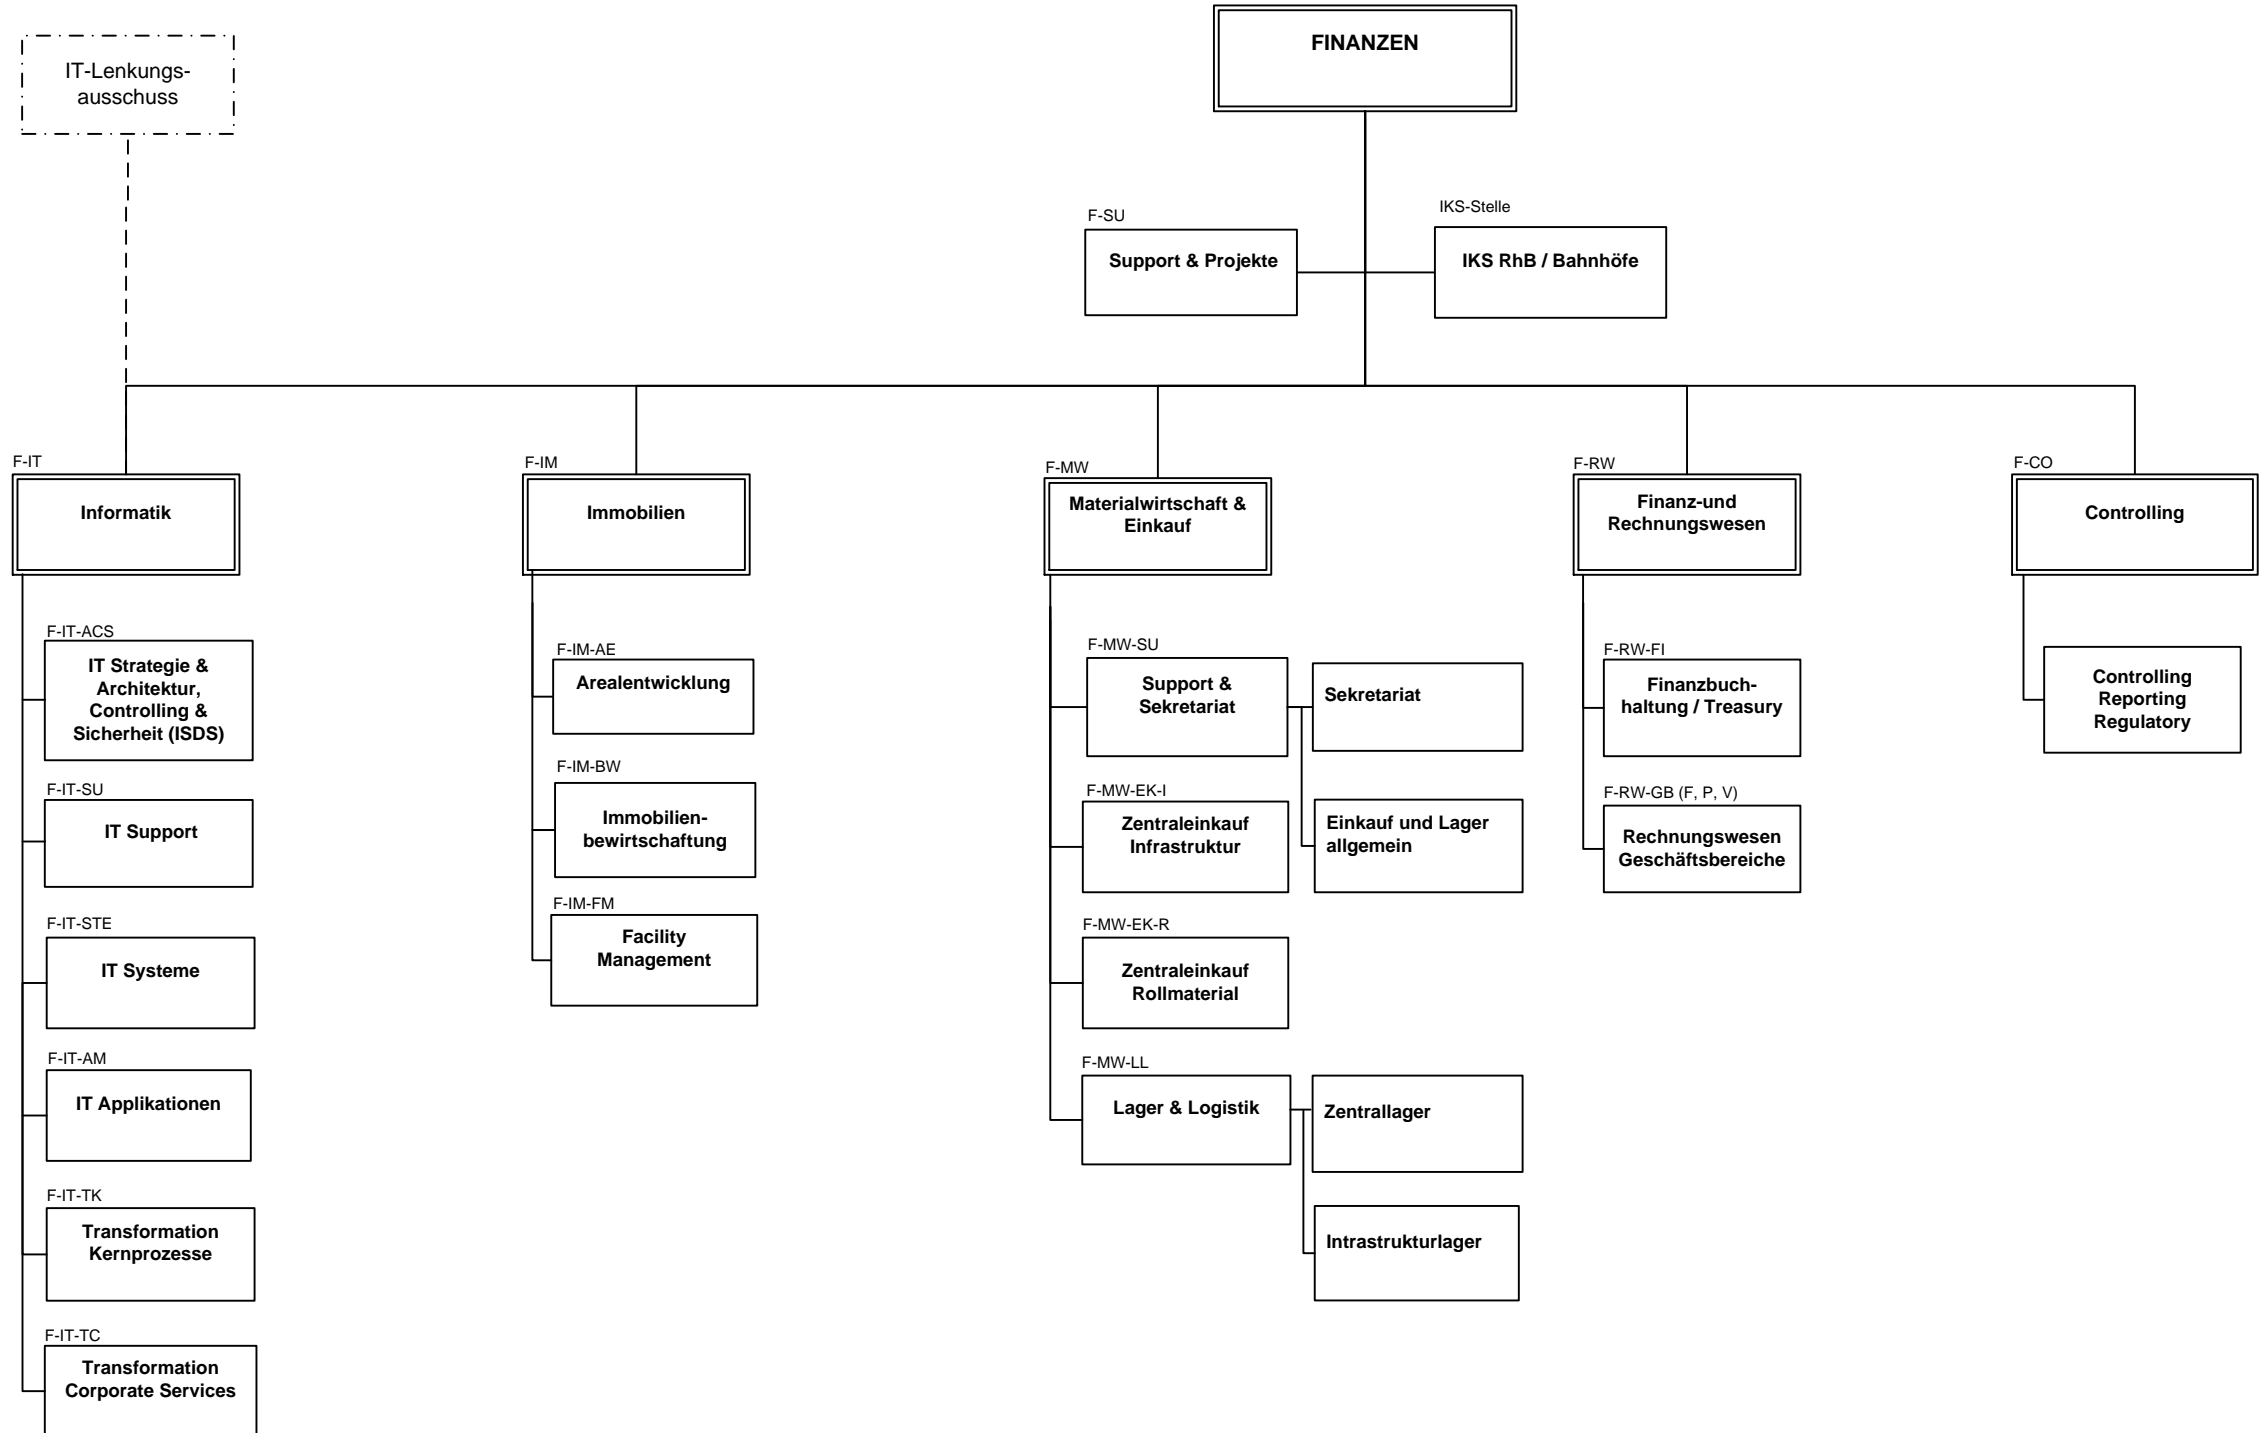 FINANZEN
IT-Lenkungs-
ausschuss
F-SU
Support & Projekte
IKS-Stelle
IKS RhB / Bahnhöfe
F-IT
Informatik
F-IT-ACS
IT Strategie &
Architektur,
Controlling &
Sicherheit (ISDS)
F-IT-SU
IT Support
F-IT-STE
IT Systeme
F-IT-AM
IT Applikationen
F-IT-TK
Transformation
Kernprozesse
F-IT-TC
Transformation
Corporate Services
F-IM
Immobilien
F-IM-AE
Arealentwicklung
F-IM-BW
Immobilien-
bewirtschaftung
F-IM-FM
Facility
Management
F-MW
Materialwirtschaft &
Einkauf
F-MW-SU
Support &
Sekretariat
Sekretariat
Einkauf und Lager
allgemein
F-MW-EK-I
Zentraleinkauf
Infrastruktur
F-MW-EK-R
Zentraleinkauf
Rollmaterial
F-MW-LL
Lager & Logistik
Zentrallager
Intrastrukturlager
F-RW
Finanz-und
Rechnungswesen
F-RW-FI
Finanzbuch-
haltung / Treasury
F-RW-GB (F, P, V)
Rechnungswesen
Geschäftsbereiche
F-CO
Controlling
Controlling
Reporting
Regulatory